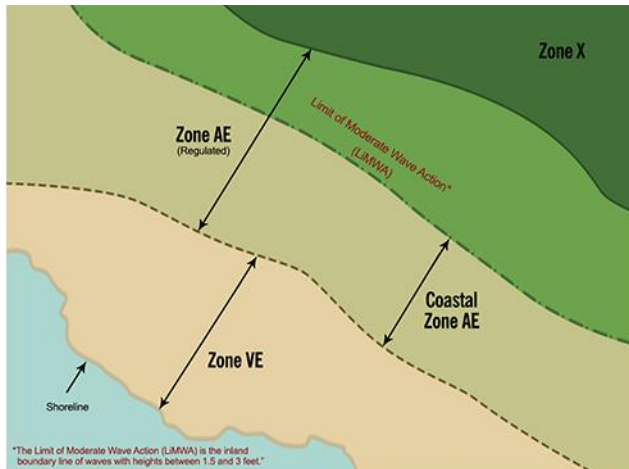 Zone X
Limit of Moderate Wave Action*
(LiMWA)
Zone AE
(Regulated)
Coastal
Zone AE
Zone VE
Shoreline
*"The Limit of Moderate Wave Action (LiMWA) is the inland
boundary line of waves with heights between 1.5 and 3 feet."